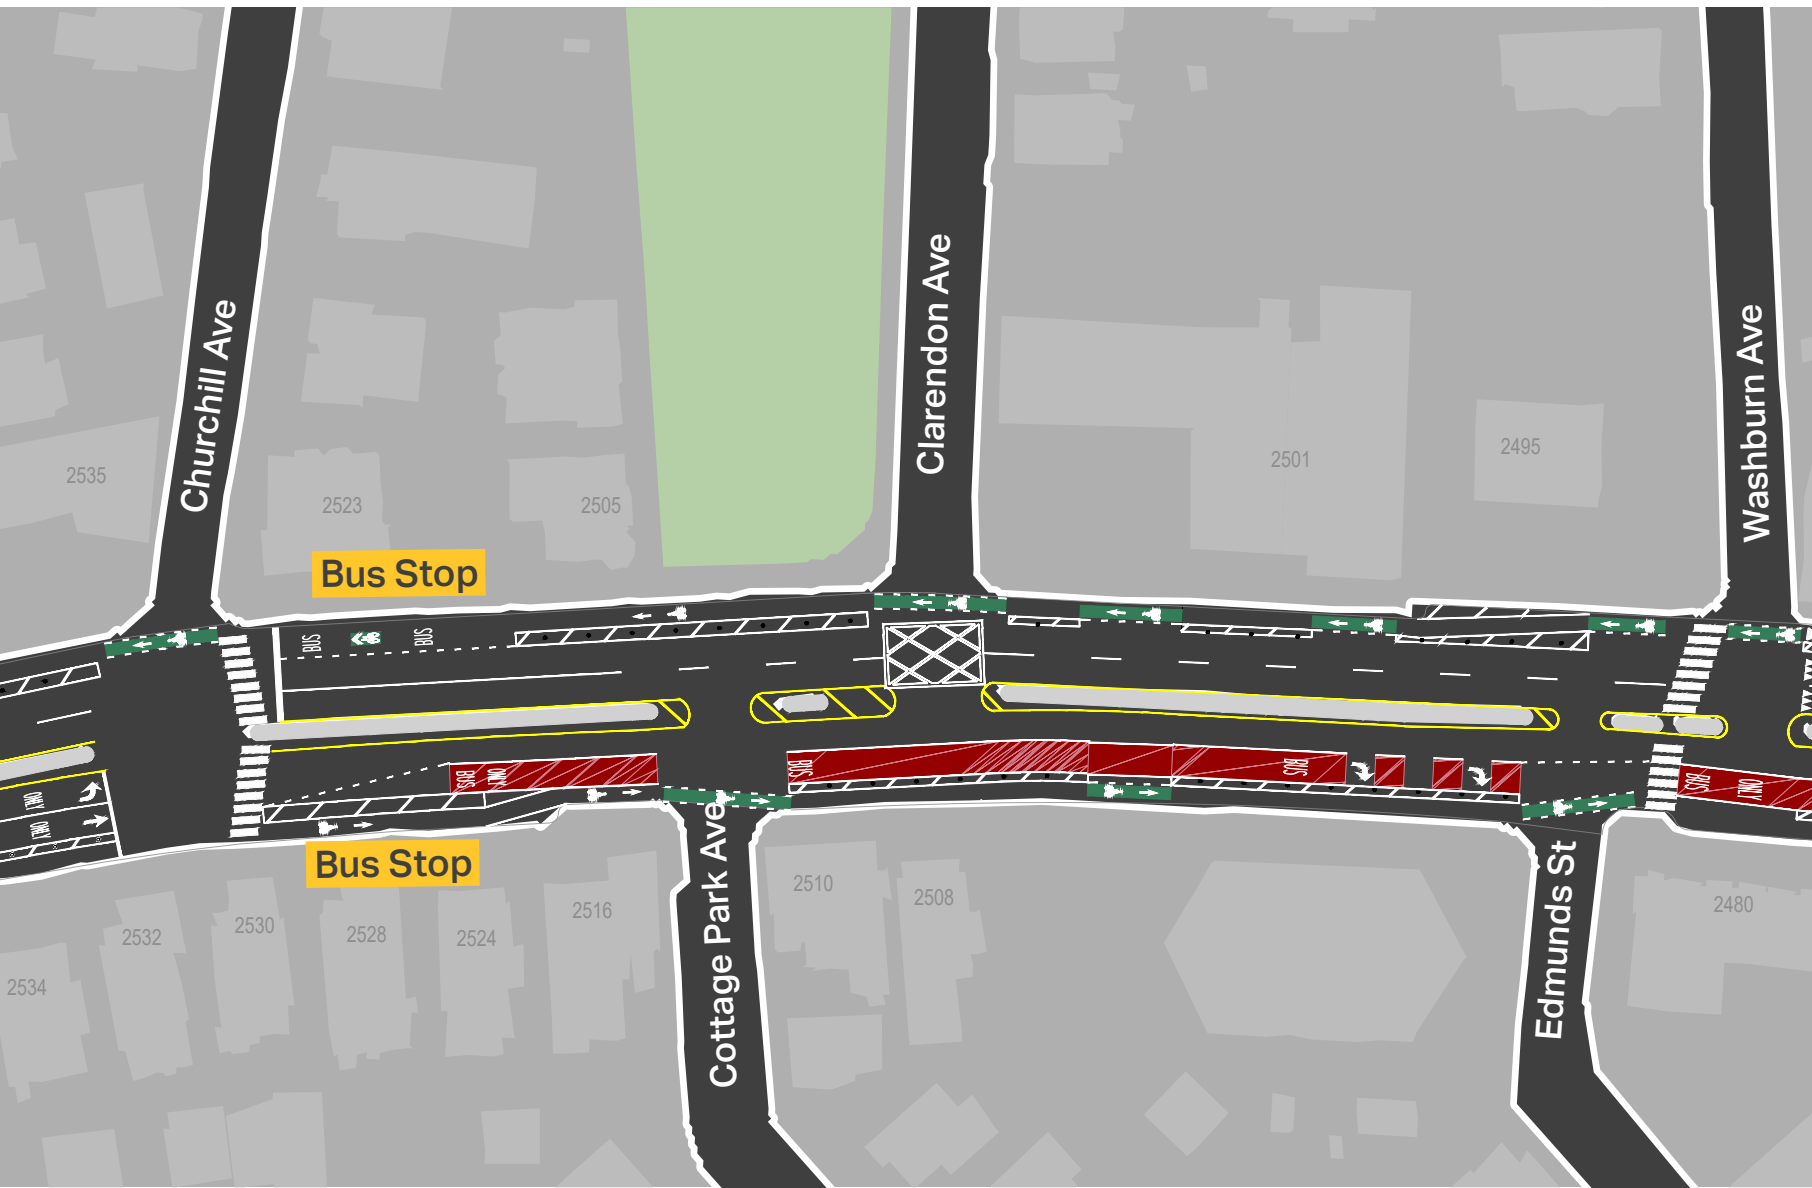 Churchill Ave
Clarendon Ave
Washburn Ave
2535
2523
2505
2501
2495
Bus Stop
BUS
BUS
ONLY
ONLY
BUS
ONLY
BUS
BUS
BUS
ONLY
Bus Stop
Cottage Park Ave
Edmunds St
2534
2532
2530
2528
2524
2516
2510
2508
2480